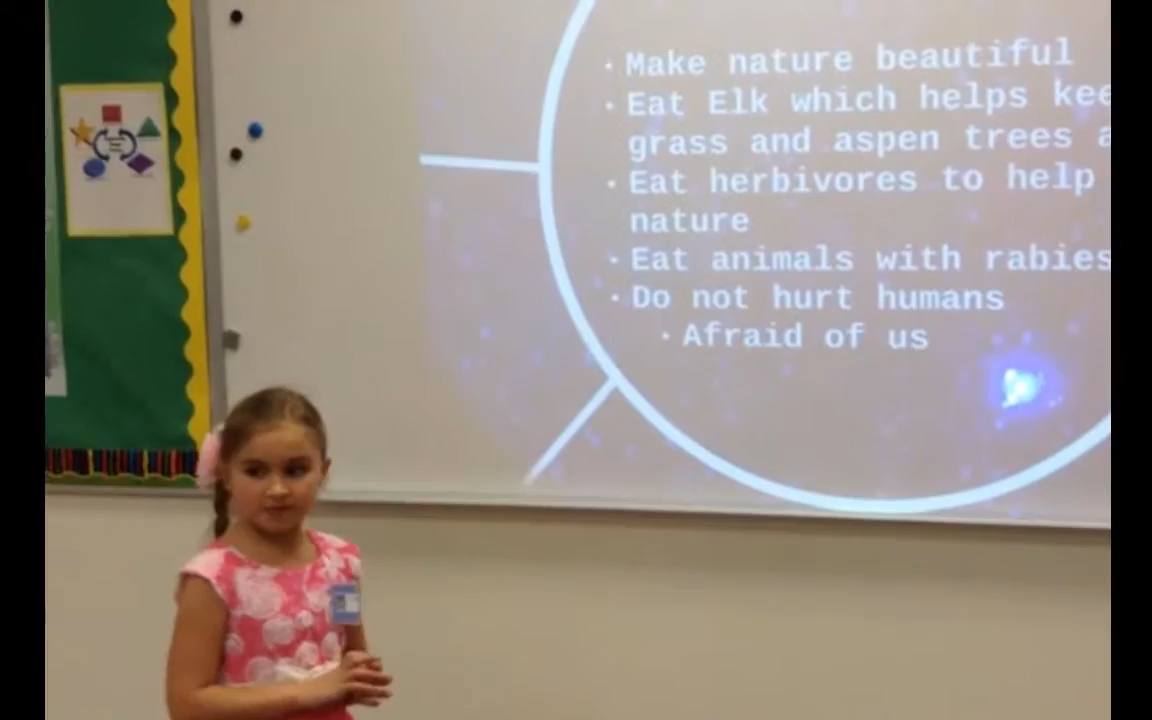 · Make nature beautiful
· Eat Elk which helps
grass and aspen trees
· Eat herbivores to help
nature
· Eat animals with rabies
· Do not hurt humans
· Afraid of us